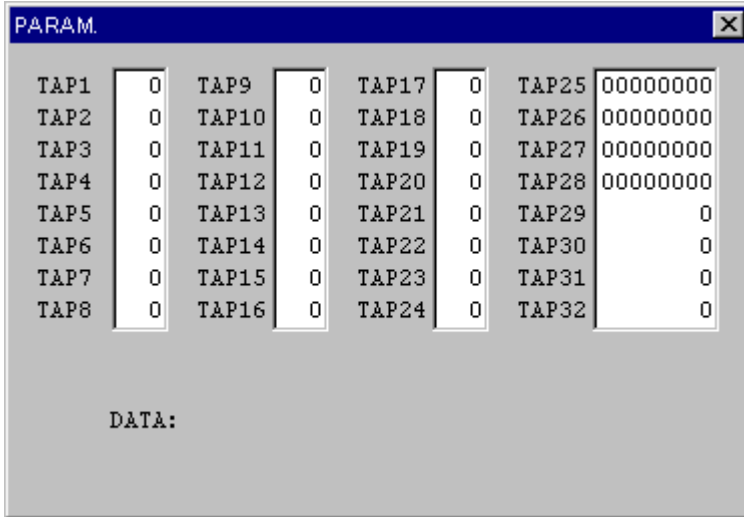 PARAM.
TAP1 0 TAP9 0 TAP17 0 TAP25 00000000
TAP2 0 TAP10 0 TAP18 0 TAP26 00000000
TAP3 0 TAP11 0 TAP19 0 TAP27 00000000
TAP4 0 TAP12 0 TAP20 0 TAP28 00000000
TAP5 0 TAP13 0 TAP21 0 TAP29 0
TAP6 0 TAP14 0 TAP22 0 TAP30 0
TAP7 0 TAP15 0 TAP23 0 TAP31 0
TAP8 0 TAP16 0 TAP24 0 TAP32 0
DATA: